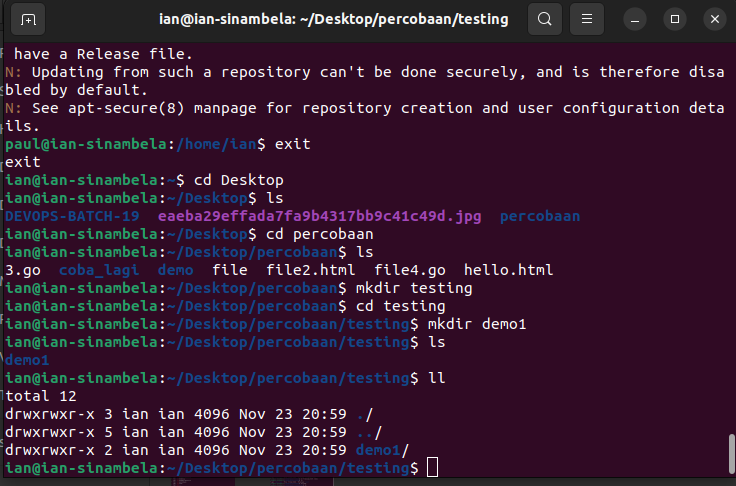 ian@ian-sinambela: ~/Desktop/percobaan/testing
 have a Release file.
N: Updating from such a repository can't be done securely, and is therefore disa
bled by default.
N: See apt-secure(8) manpage for repository creation and user configuration deta
ils.
paul@ian-sinambela:/home/ian$ exit
exit
ian@ian-sinambela:~$ cd Desktop
ian@ian-sinambela:~/Desktop$ ls
DEVOPS-BATCH-19  eaeba29effada7fa9b4317bb9c41c49d.jpg  percobaan
ian@ian-sinambela:~/Desktop$ cd percobaan
ian@ian-sinambela:~/Desktop/percobaan$ ls
3.go  coba_lagi  demo  file  file2.html  file4.go  hello.html
ian@ian-sinambela:~/Desktop/percobaan$ mkdir testing
ian@ian-sinambela:~/Desktop/percobaan$ cd testing
ian@ian-sinambela:~/Desktop/percobaan/testing$ mkdir demo1
ian@ian-sinambela:~/Desktop/percobaan/testing$ ls
demo1
ian@ian-sinambela:~/Desktop/percobaan/testing$ ll
total 12
drwxrwxr-x 3 ian ian 4096 Nov 23 20:59 ./
drwxrwxr-x 5 ian ian 4096 Nov 23 20:59 ../
drwxrwxr-x 2 ian ian 4096 Nov 23 20:59 demo1/
ian@ian-sinambela:~/Desktop/percobaan/testing$